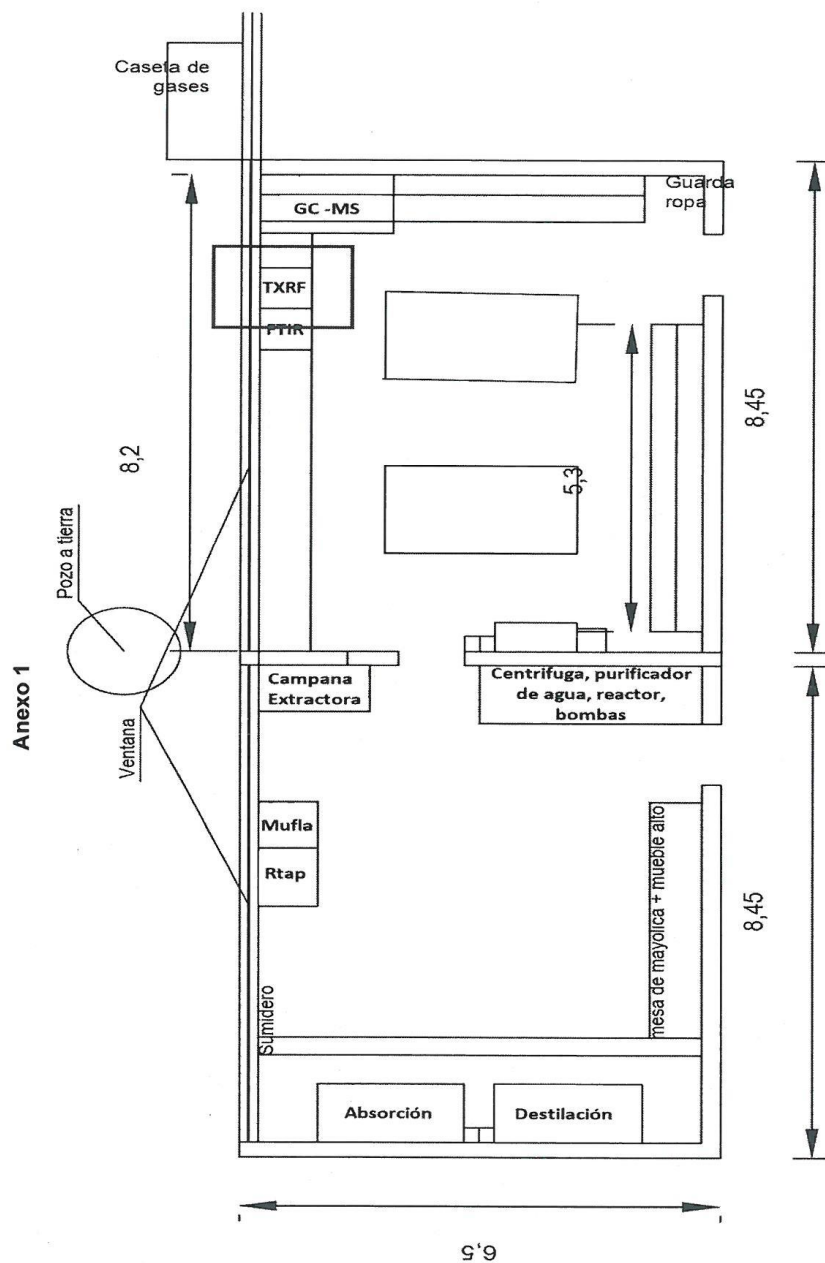 Anexo 1
Caseta de
gases
Guarda
ropa
GC -MS
TXRF
FTIR
8,2
Pozo a tierra
Ventana
5,3
8,45
Campana
Extractora
Centrifuga, purificador
de agua, reactor,
bombas
Mufla
Rtap
mesa de mayolica + mueble alto
8,45
Sumidero
Absorción
Destilación
6,5